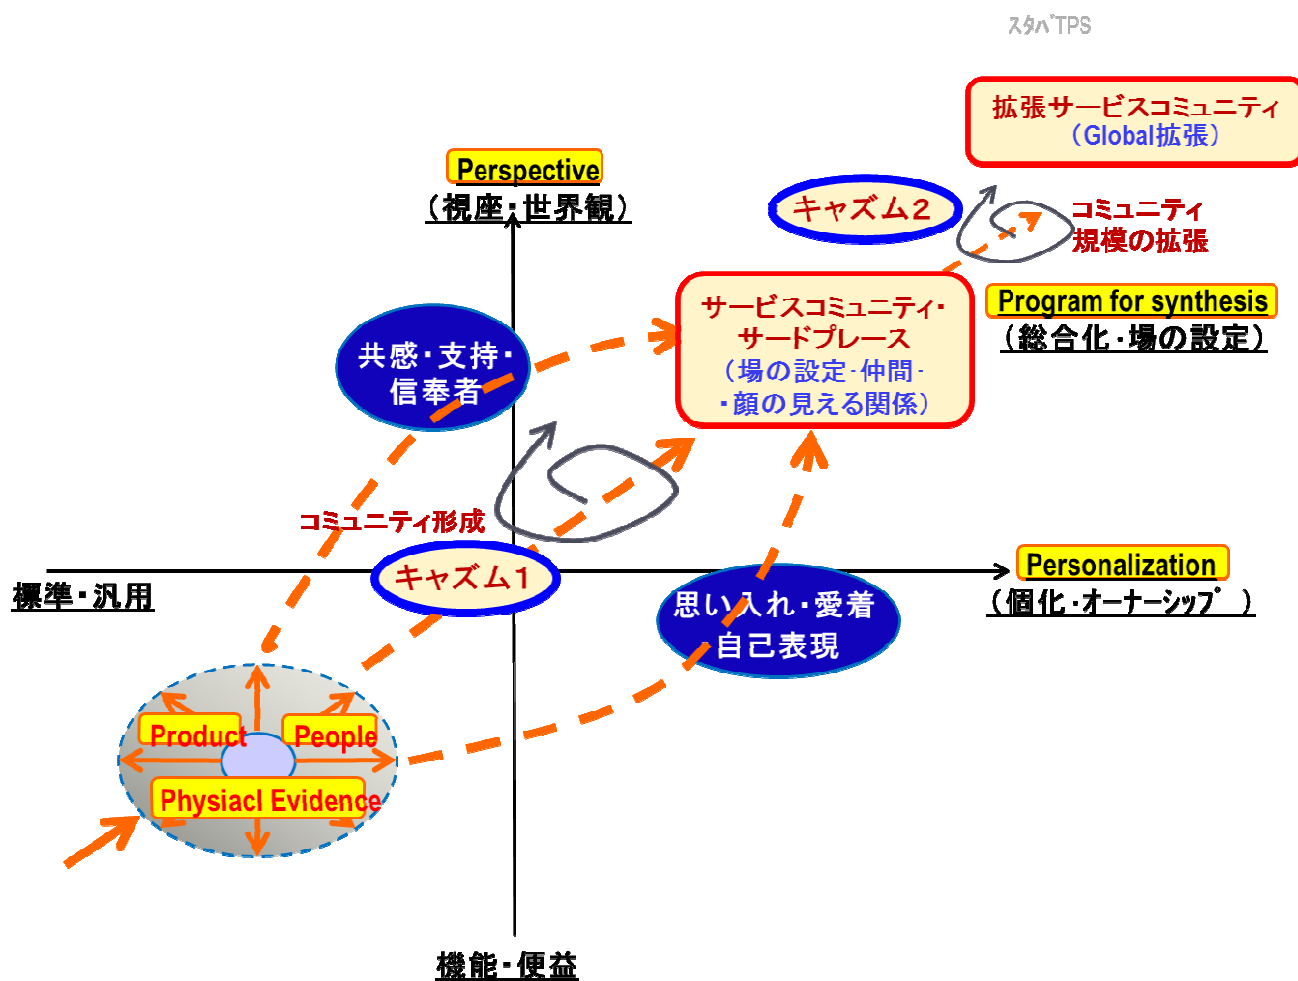 スタバTPS
拡張サービスコミュニティ
（Global拡張）
Perspective
（視座・世界観）
キャズム２
コミュニティ
規模の拡張
Program for synthesis
（総合化・場の設定）
サービスコミュニティ・
サードプレース
（場の設定・仲間・
・顔の見える関係）
共感・支持・
信奉者
コミュニティ形成
キャズム１
Personalization
（個化・オーナーシップ）
標準・汎用
思い入れ・愛着
自己表現
Product
People
Physiacl Evidence
機能・便益